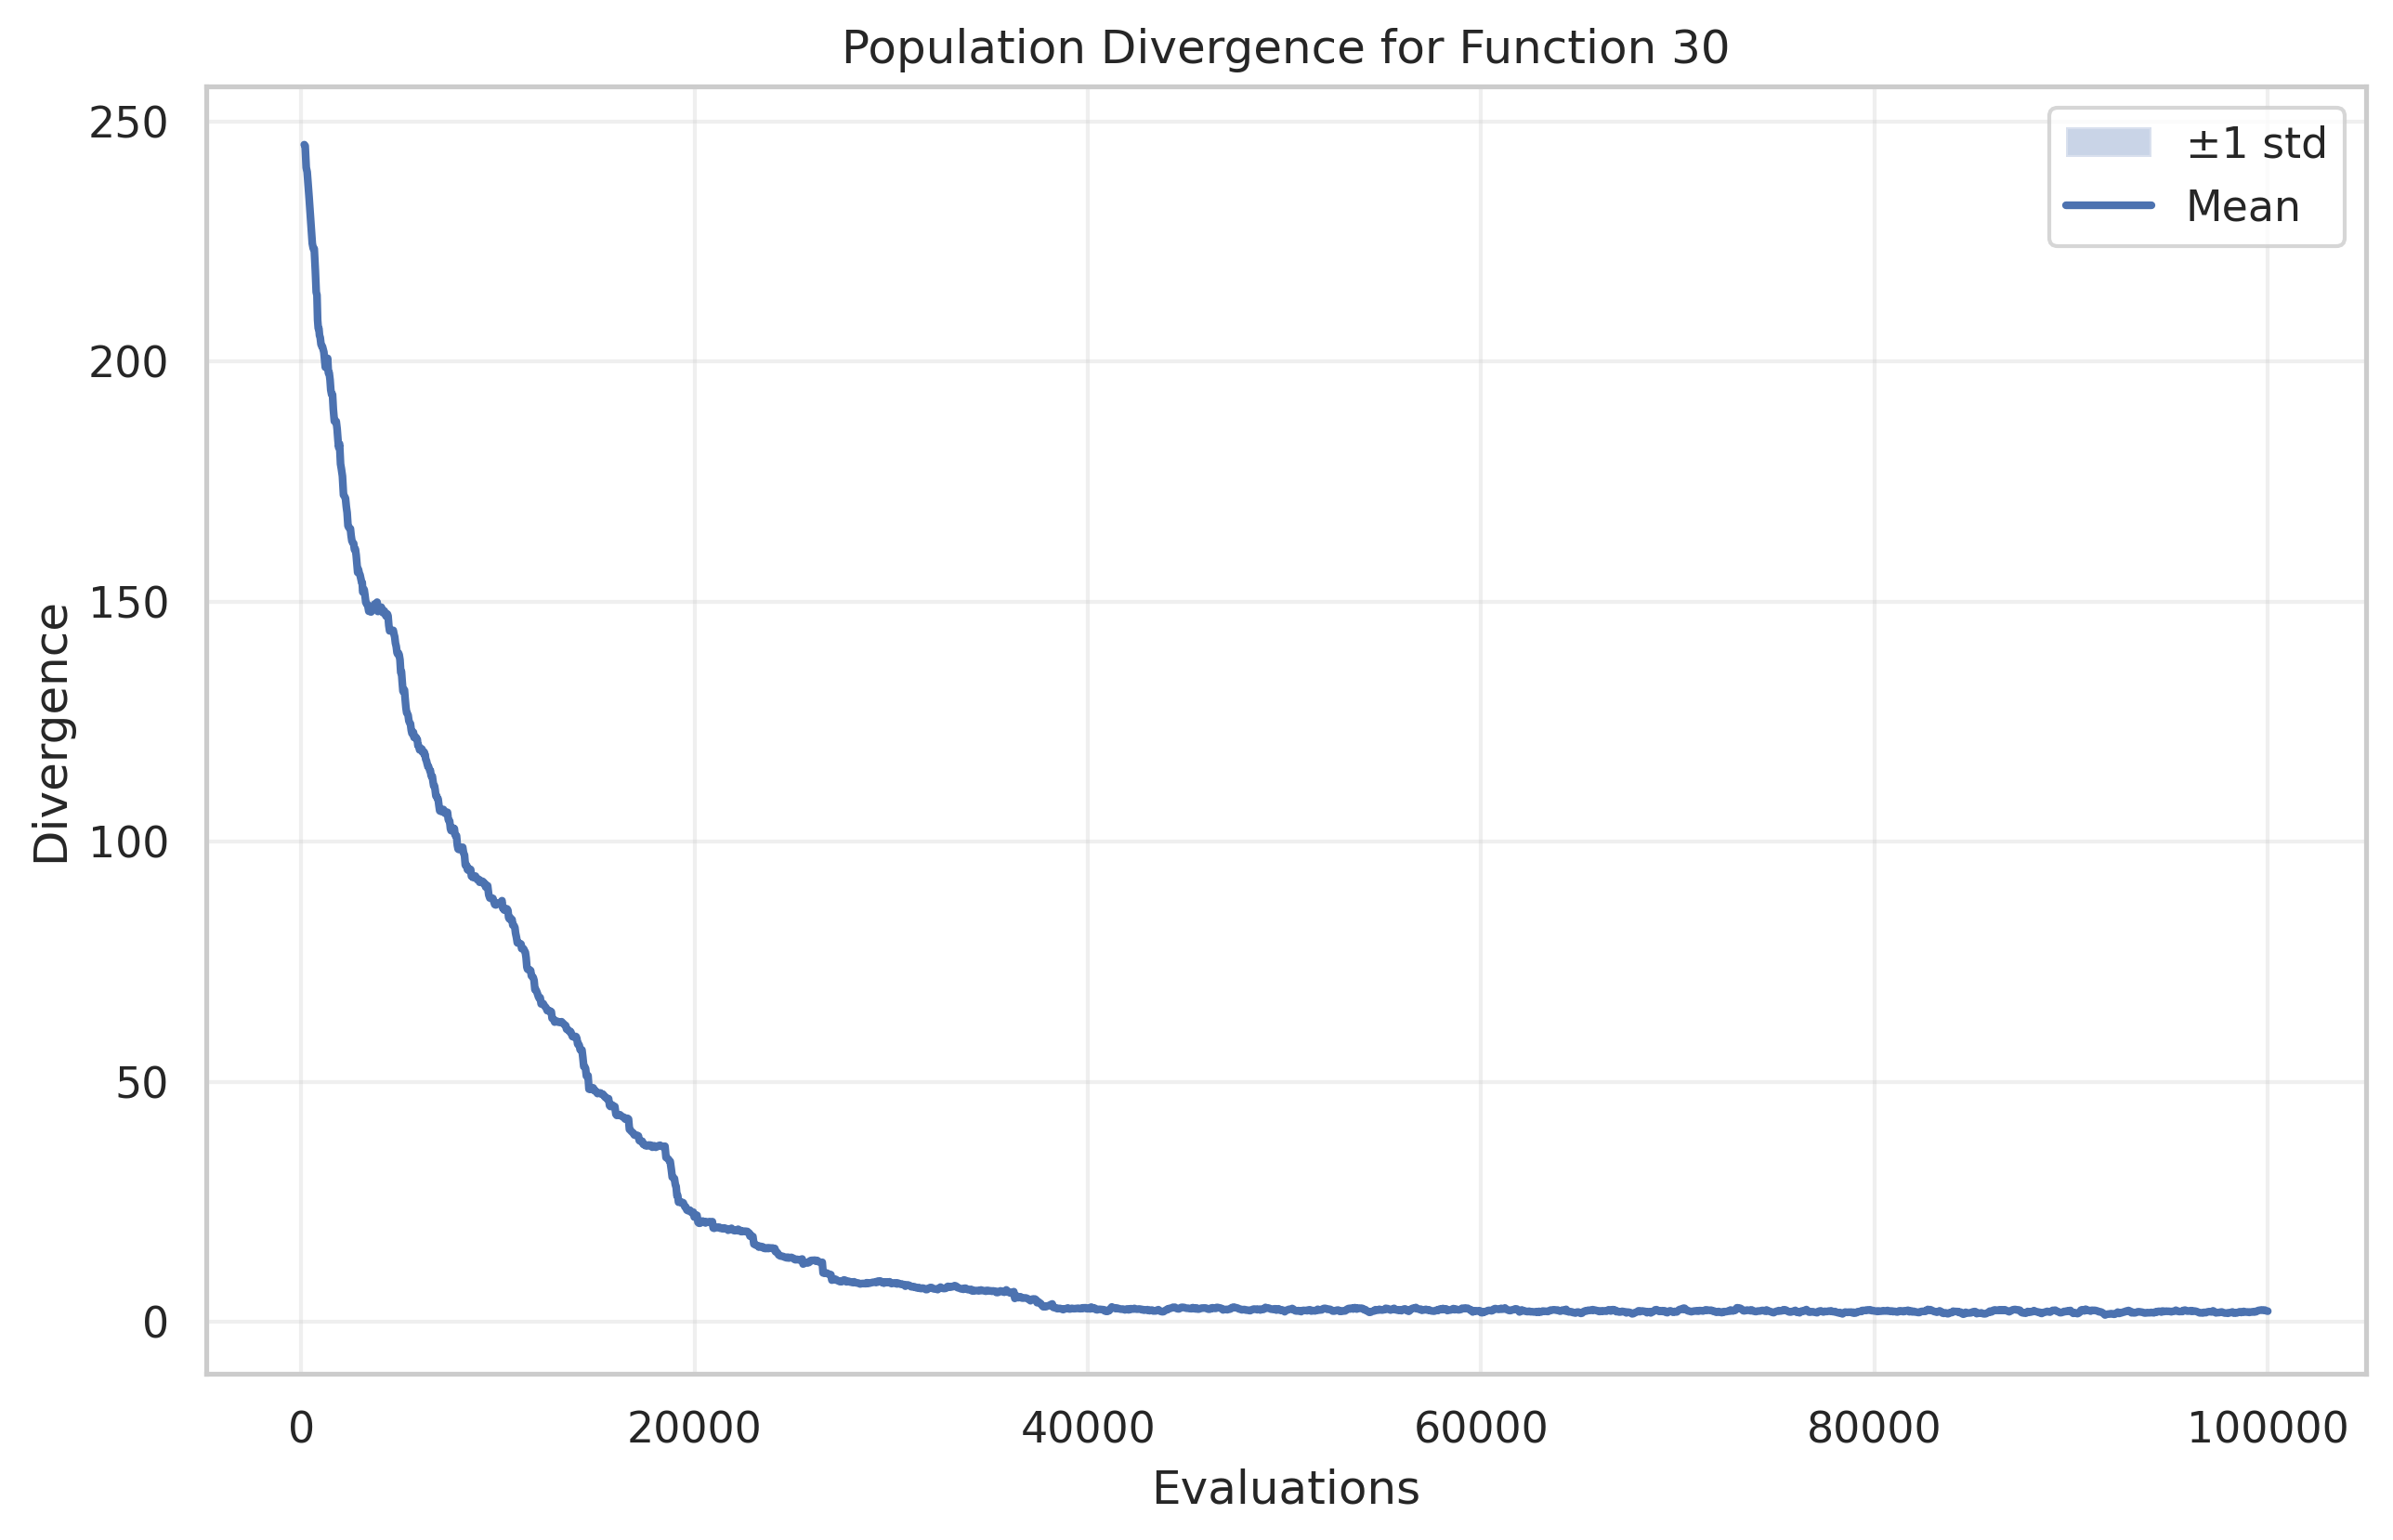 Population Divergence for Function 30
±1 std
Mean
Divergence
250
200
150
100
50
0
0 20000 40000 60000 80000 100000
Evaluations